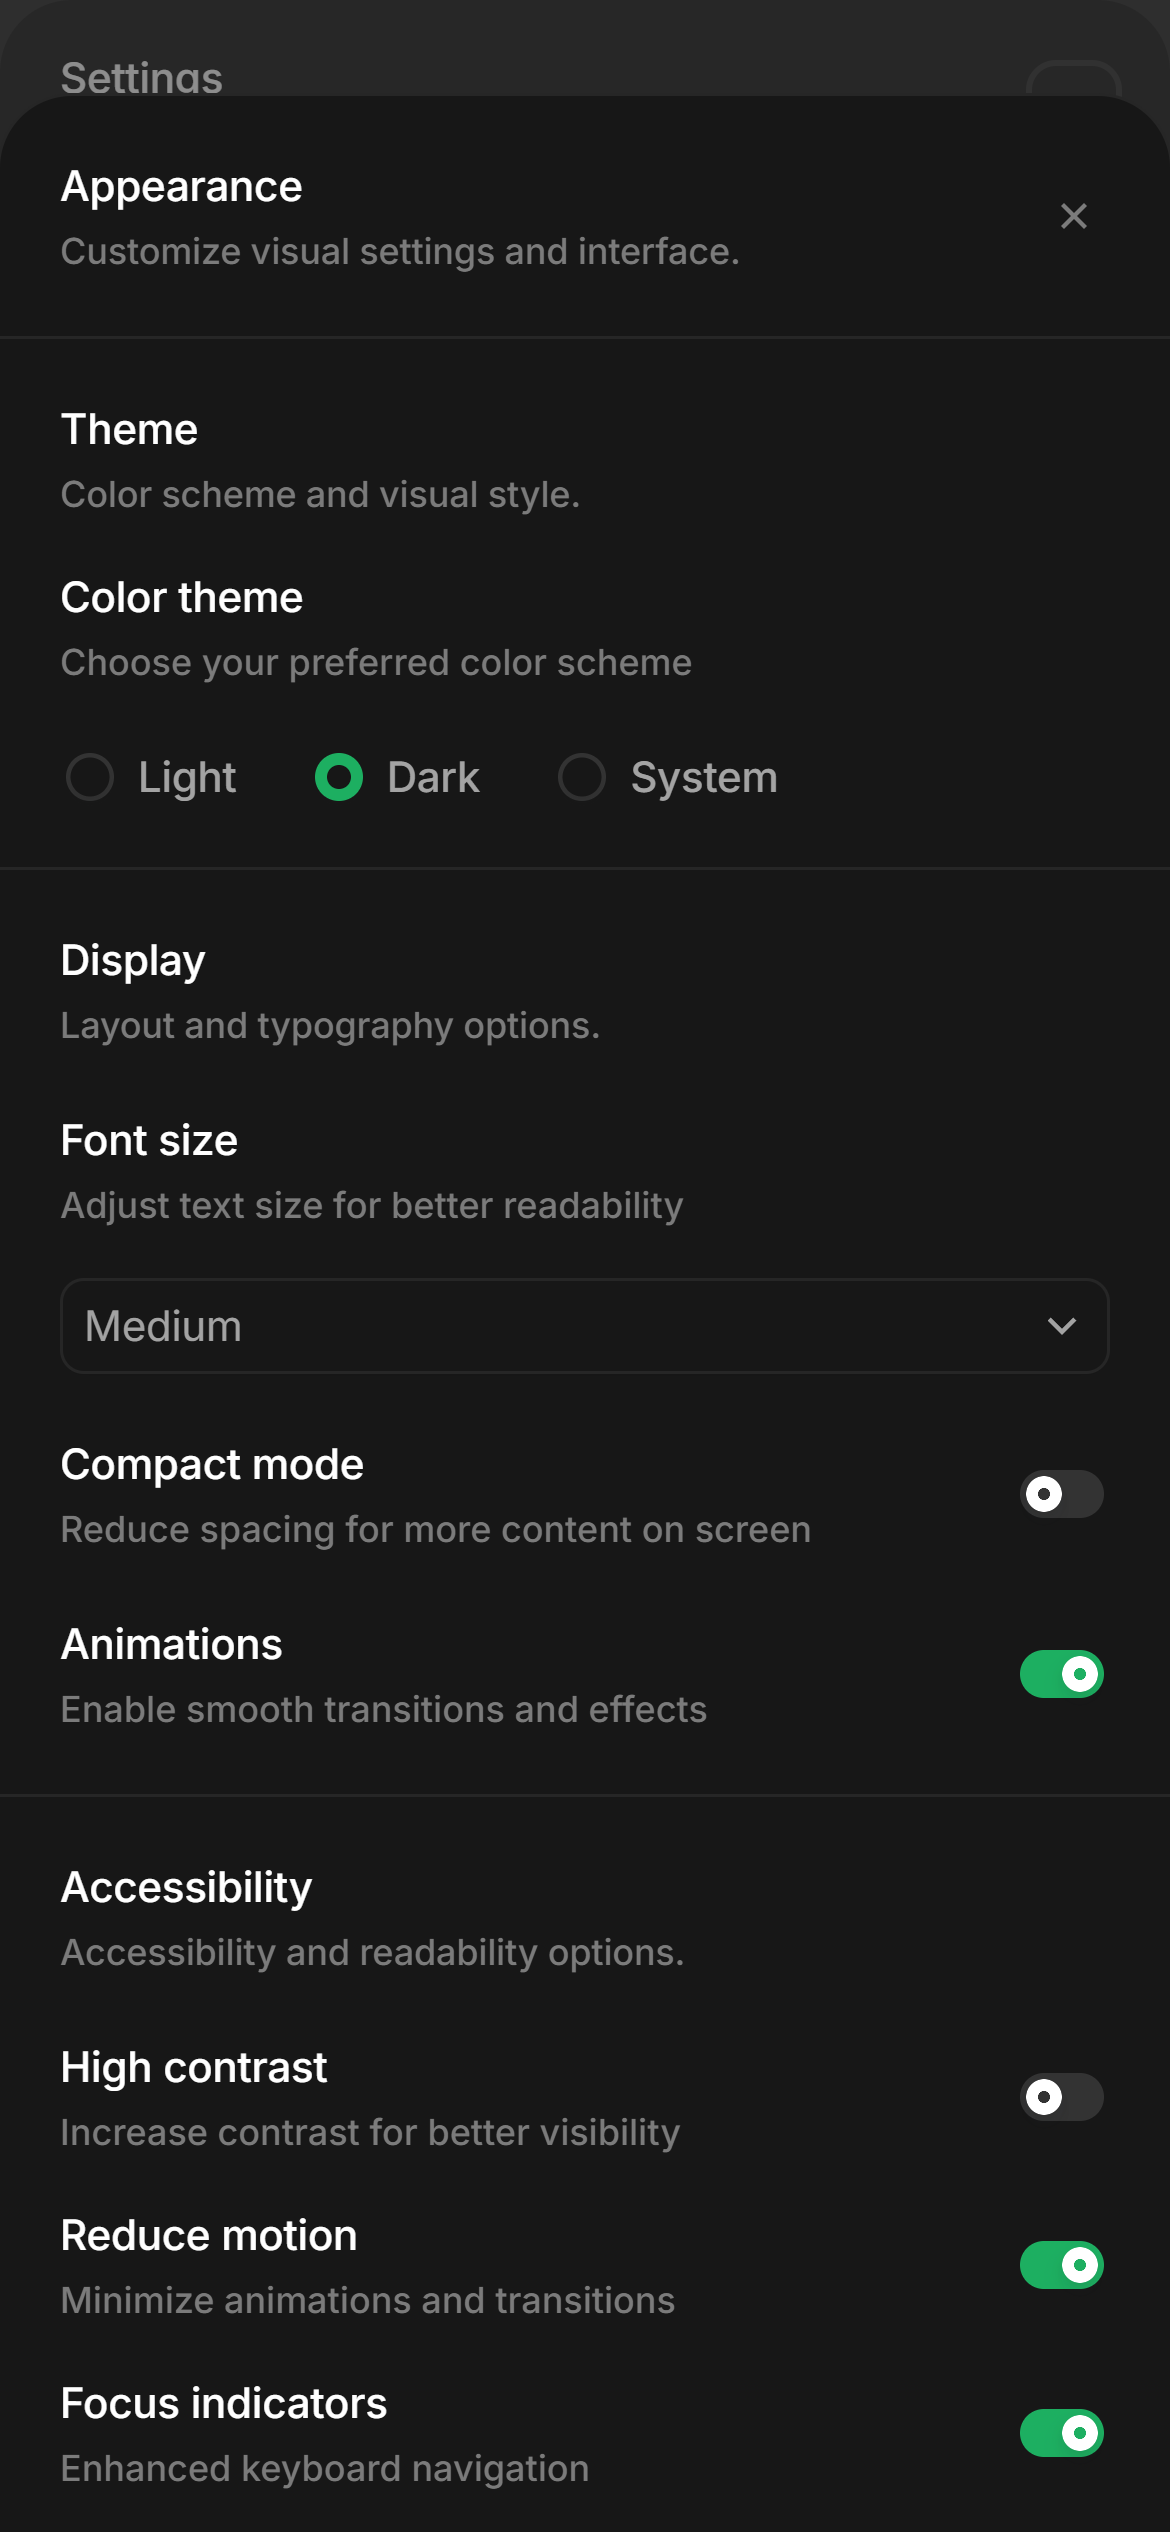 Settings
Appearance
Customize visual settings and interface.
Theme
Color scheme and visual style.
Color theme
Choose your preferred color scheme
Light Dark System
Display
Layout and typography options.
Font size
Adjust text size for better readability
Medium
Compact mode
Reduce spacing for more content on screen
Animations
Enable smooth transitions and effects
Accessibility
Accessibility and readability options.
High contrast
Increase contrast for better visibility
Reduce motion
Minimize animations and transitions
Focus indicators
Enhanced keyboard navigation